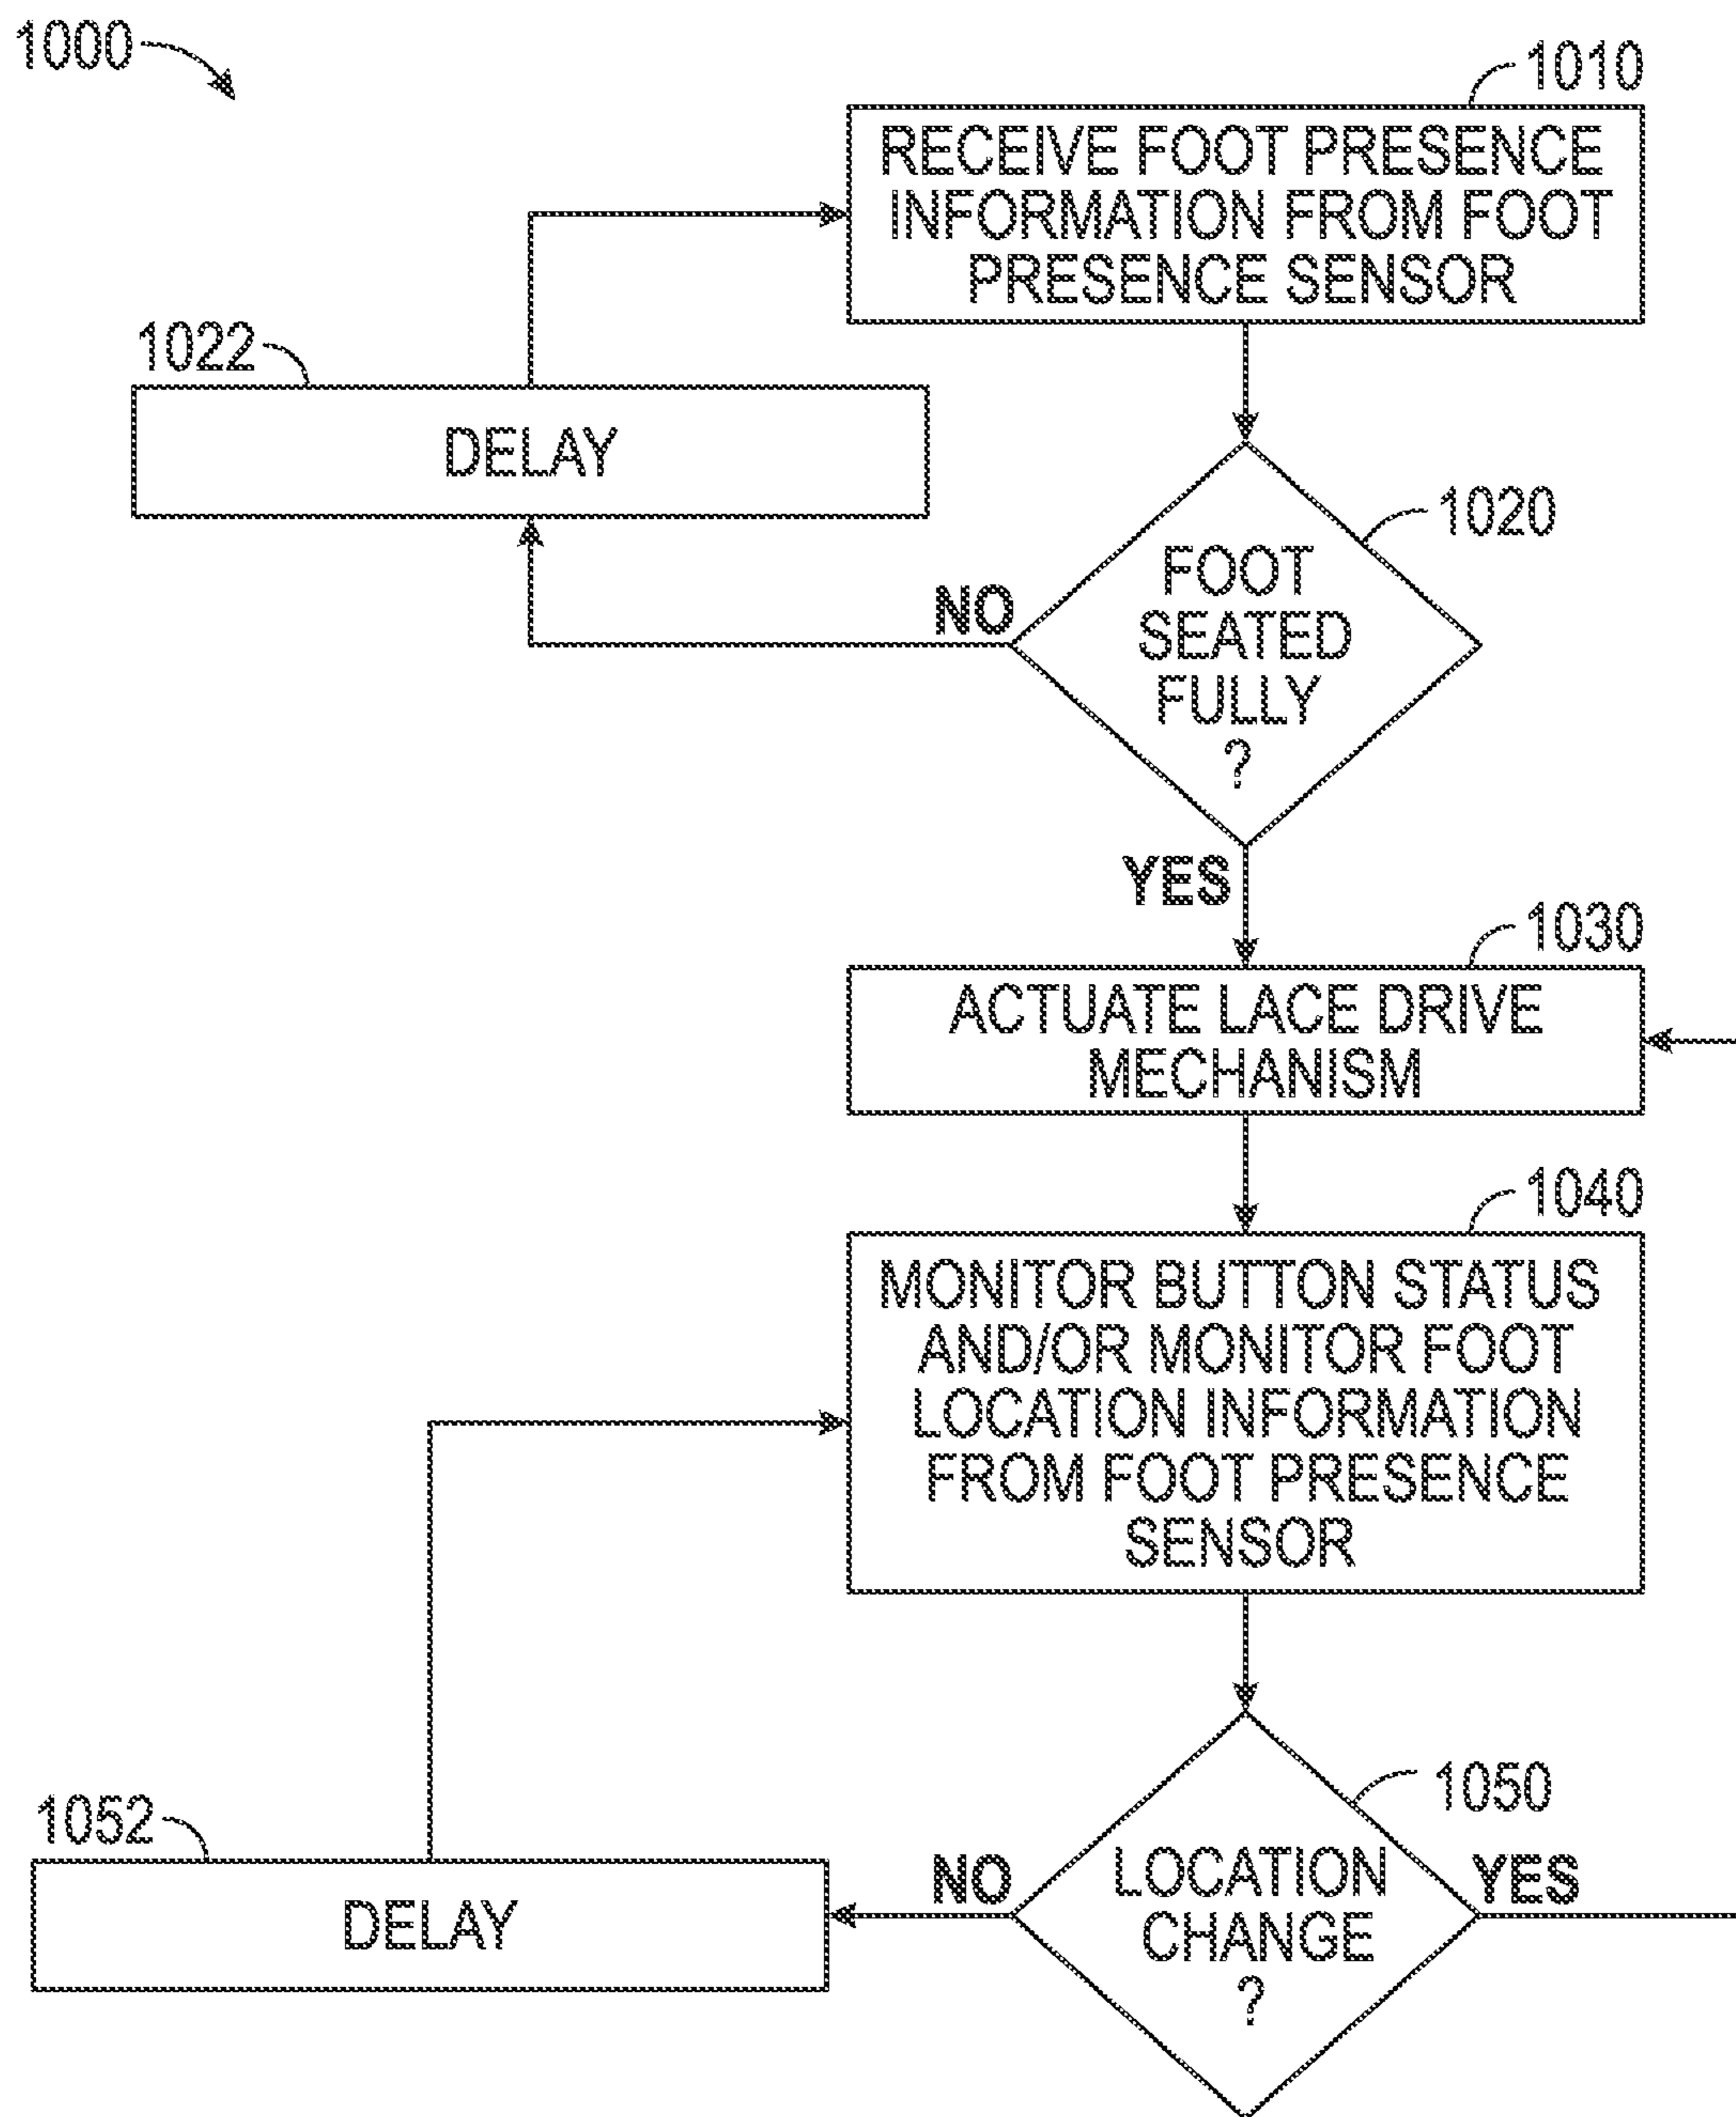 1000
1010
RECEIVE FOOT PRESENCE
INFORMATION FROM FOOT
PRESENCE SENSOR
1022
DELAY
1020
FOOT
SEATED
FULLY
?
NO
YES
1030
ACTUATE LACE DRIVE
MECHANISM
1040
MONITOR BUTTON STATUS
AND/OR MONITOR FOOT
LOCATION INFORMATION
FROM FOOT PRESENCE
SENSOR
1050
LOCATION
CHANGE
?
NO
YES
1052
DELAY